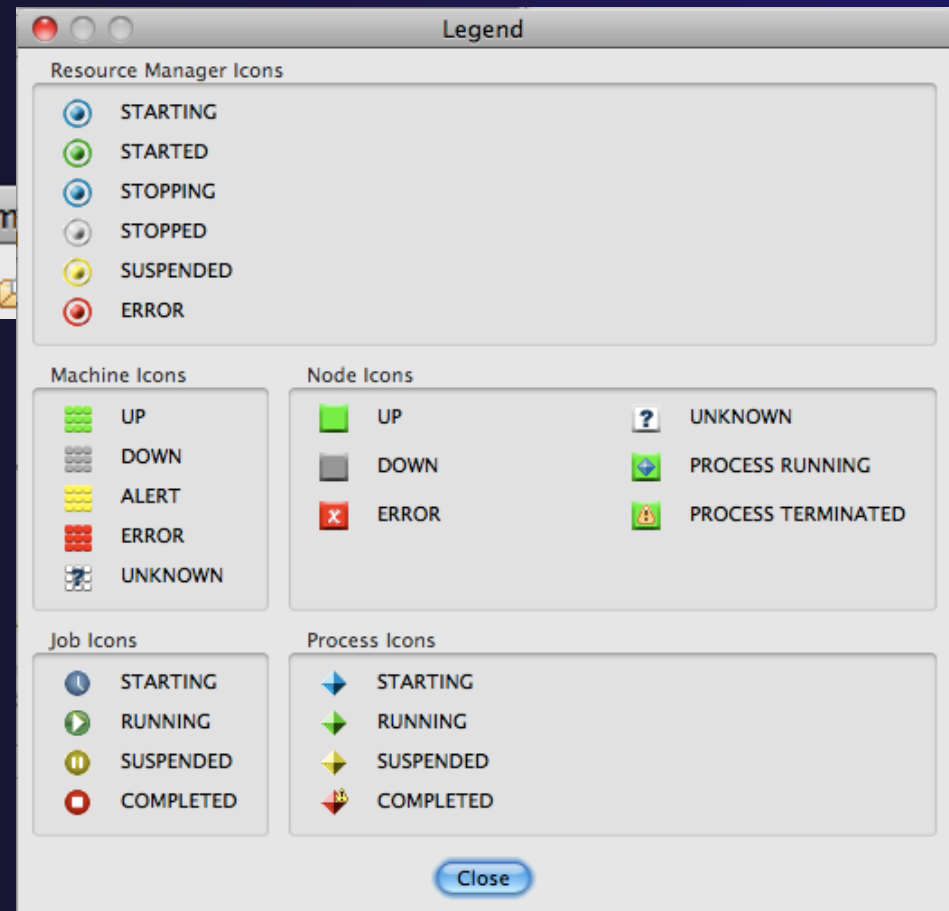 Legend
Resource Manager Icons
STARTING
STARTED
STOPPING
STOPPED
SUSPENDED
ERROR
Machine Icons
UP
DOWN
ALERT
ERROR
UNKNOWN
Node Icons
UP
DOWN
ERROR
UNKNOWN
PROCESS RUNNING
PROCESS TERMINATED
Job Icons
STARTING
RUNNING
SUSPENDED
COMPLETED
Process Icons
STARTING
RUNNING
SUSPENDED
COMPLETED
Close